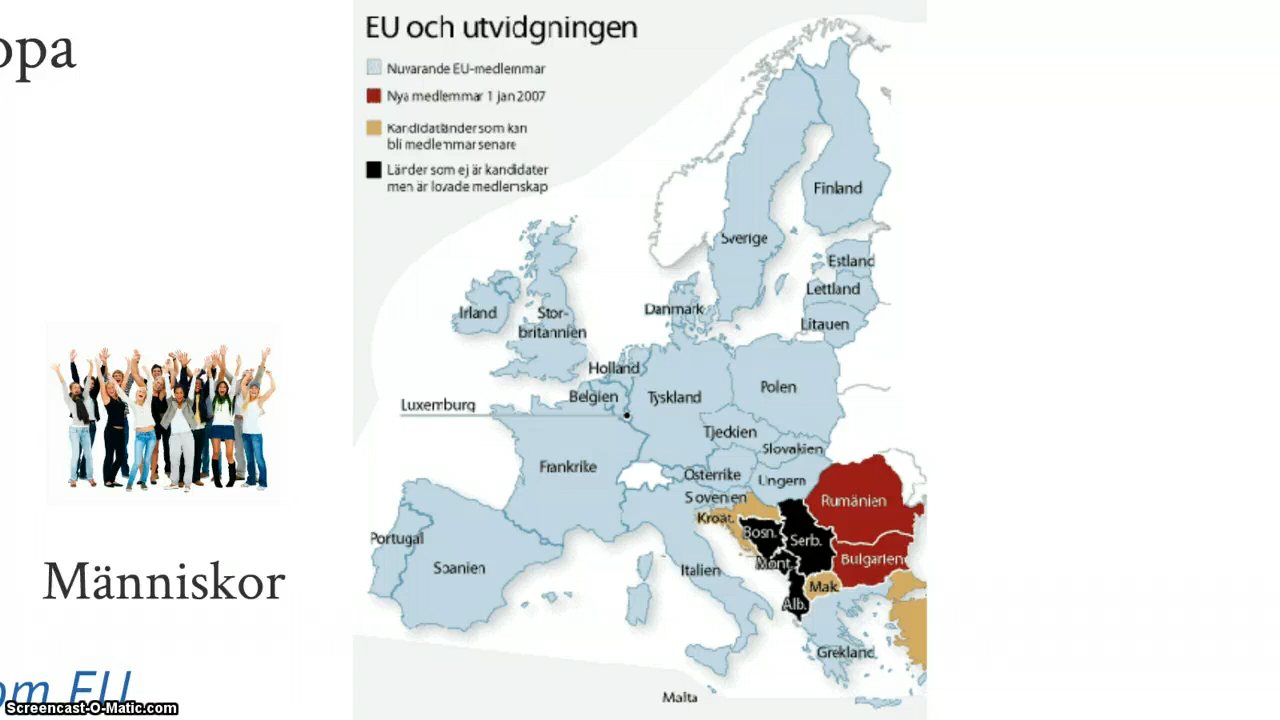 opa
EU och utvidgningen
Nuvarande EU-medlemmar
Nya medlemmar 1 jan 2007
Kandidatländer som kan
bli medlemmar senare
Länder som ej är kandidater
men är lovade medlemskap
Finland
Sverige
Estland
Lettland
Litauen
Danmark
Irland
Stor-
britannien
Holland
Belgien
Tyskland
Polen
Luxemburg
Tjeckien
Slovakien
Frankrike
Österrike
Ungern
Slovenien
Rumänien
Kroat.
Bosn.
Serb.
Mont.
Bulgarien
Portugal
Spanien
Italien
Mak.
Alb.
Grekland
Malta
Människor
om EU
Screencast-O-Matic.com